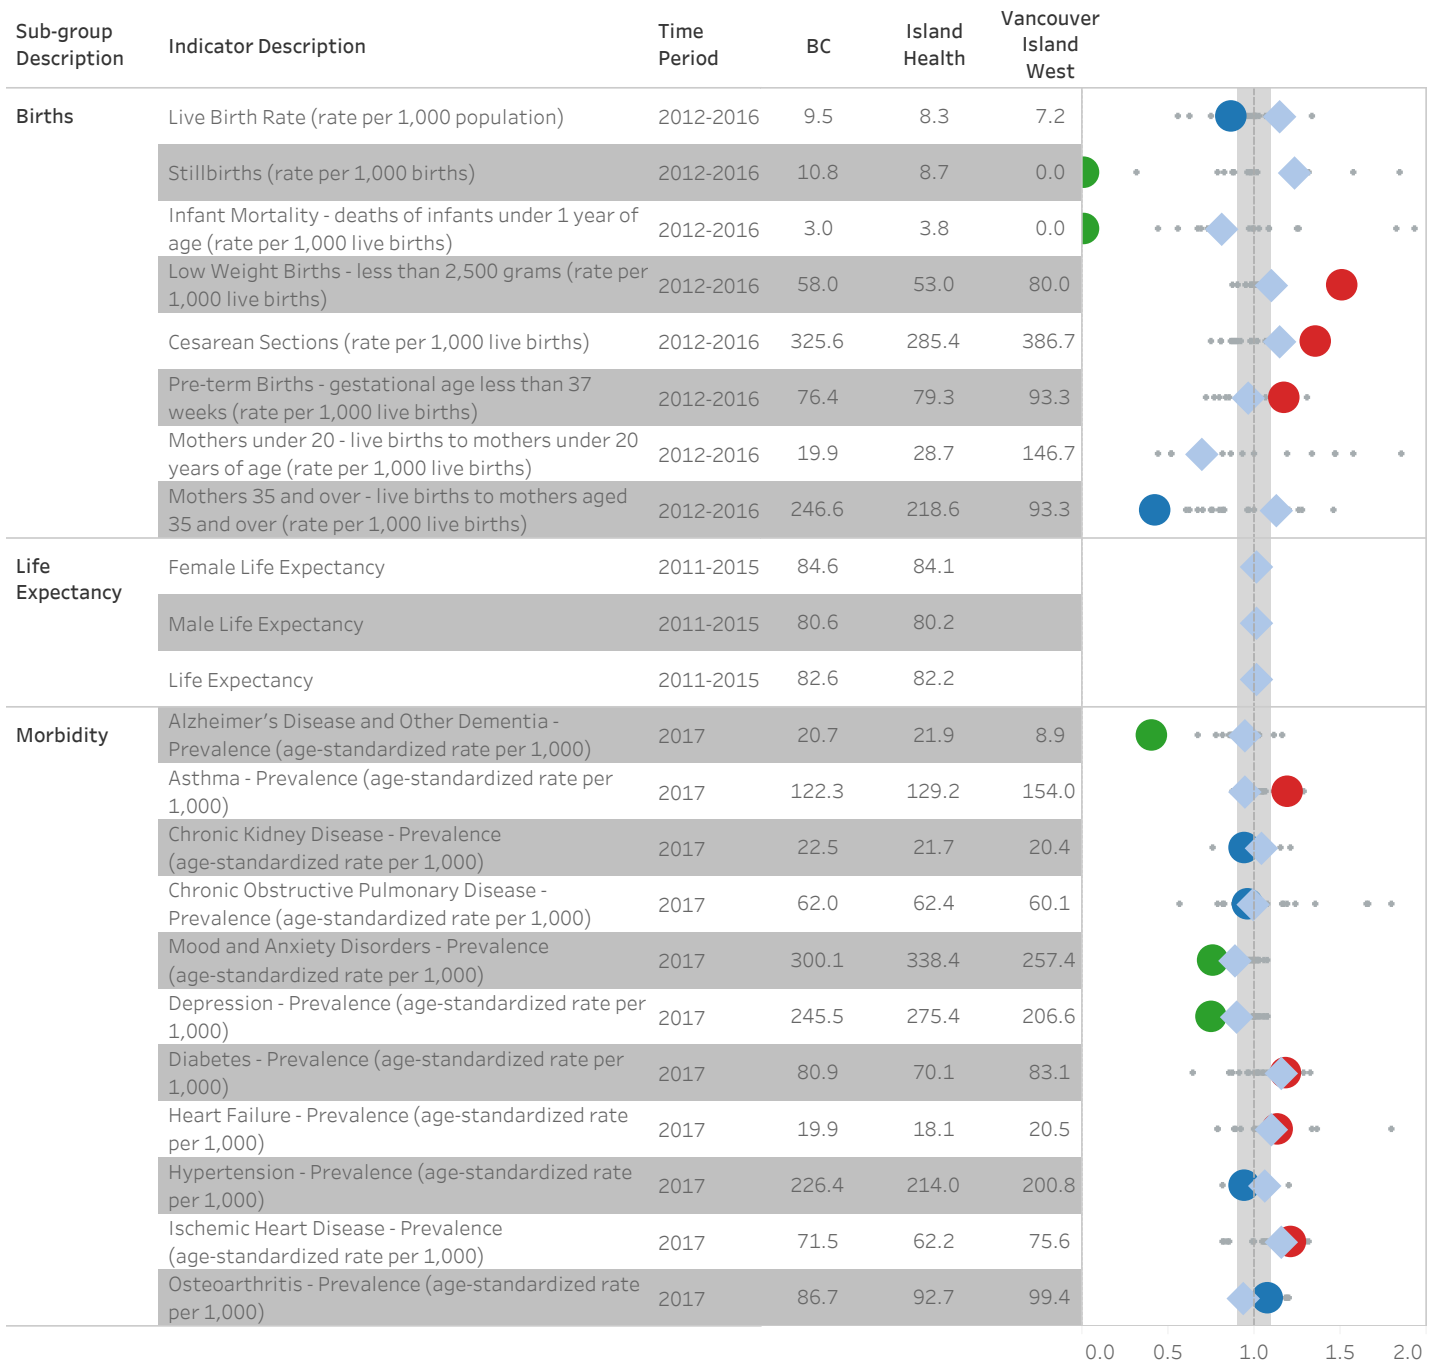 Sub-group Description
Indicator Description
Time Period
BC
Island Health
Vancouver Island West
Births
Live Birth Rate (rate per 1,000 population) 2012-2016 9.5 8.3 7.2
Stillbirths (rate per 1,000 births) 2012-2016 10.8 8.7 0.0
Infant Mortality - deaths of infants under 1 year of
age (rate per 1,000 live births) 2012-2016 3.0 3.8 0.0
Low Weight Births - less than 2,500 grams (rate per
1,000 live births) 2012-2016 58.0 53.0 80.0
Cesarean Sections (rate per 1,000 live births) 2012-2016 325.6 285.4 386.7
Pre-term Births - gestational age less than 37
weeks (rate per 1,000 live births) 2012-2016 76.4 79.3 93.3
Mothers under 20 - live births to mothers under 20
years of age (rate per 1,000 live births) 2012-2016 19.9 28.7 146.7
Mothers 35 and over - live births to mothers aged
35 and over (rate per 1,000 live births) 2012-2016 246.6 218.6 93.3
Life
Expectancy
Female Life Expectancy 2011-2015 84.6 84.1
Male Life Expectancy 2011-2015 80.6 80.2
Life Expectancy 2011-2015 82.6 82.2
Morbidity
Alzheimer's Disease and Other Dementia -
Prevalence (age-standardized rate per 1,000) 2017 20.7 21.9 8.9
Asthma - Prevalence (age-standardized rate per
1,000) 2017 122.3 129.2 154.0
Chronic Kidney Disease - Prevalence
(age-standardized rate per 1,000) 2017 22.5 21.7 20.4
Chronic Obstructive Pulmonary Disease -
Prevalence (age-standardized rate per 1,000) 2017 62.0 62.4 60.1
Mood and Anxiety Disorders - Prevalence
(age-standardized rate per 1,000) 2017 300.1 338.4 257.4
Depression - Prevalence (age-standardized rate per
1,000) 2017 245.5 275.4 206.6
Diabetes - Prevalence (age-standardized rate per
1,000) 2017 80.9 70.1 83.1
Heart Failure - Prevalence (age-standardized rate
per 1,000) 2017 19.9 18.1 20.5
Hypertension - Prevalence (age-standardized rate
per 1,000) 2017 226.4 214.0 200.8
Ischemic Heart Disease - Prevalence
(age-standardized rate per 1,000) 2017 71.5 62.2 75.6
Osteoarthritis - Prevalence (age-standardized rate
per 1,000) 2017 86.7 92.7 99.4
0.0 0.5 1.0 1.5 2.0